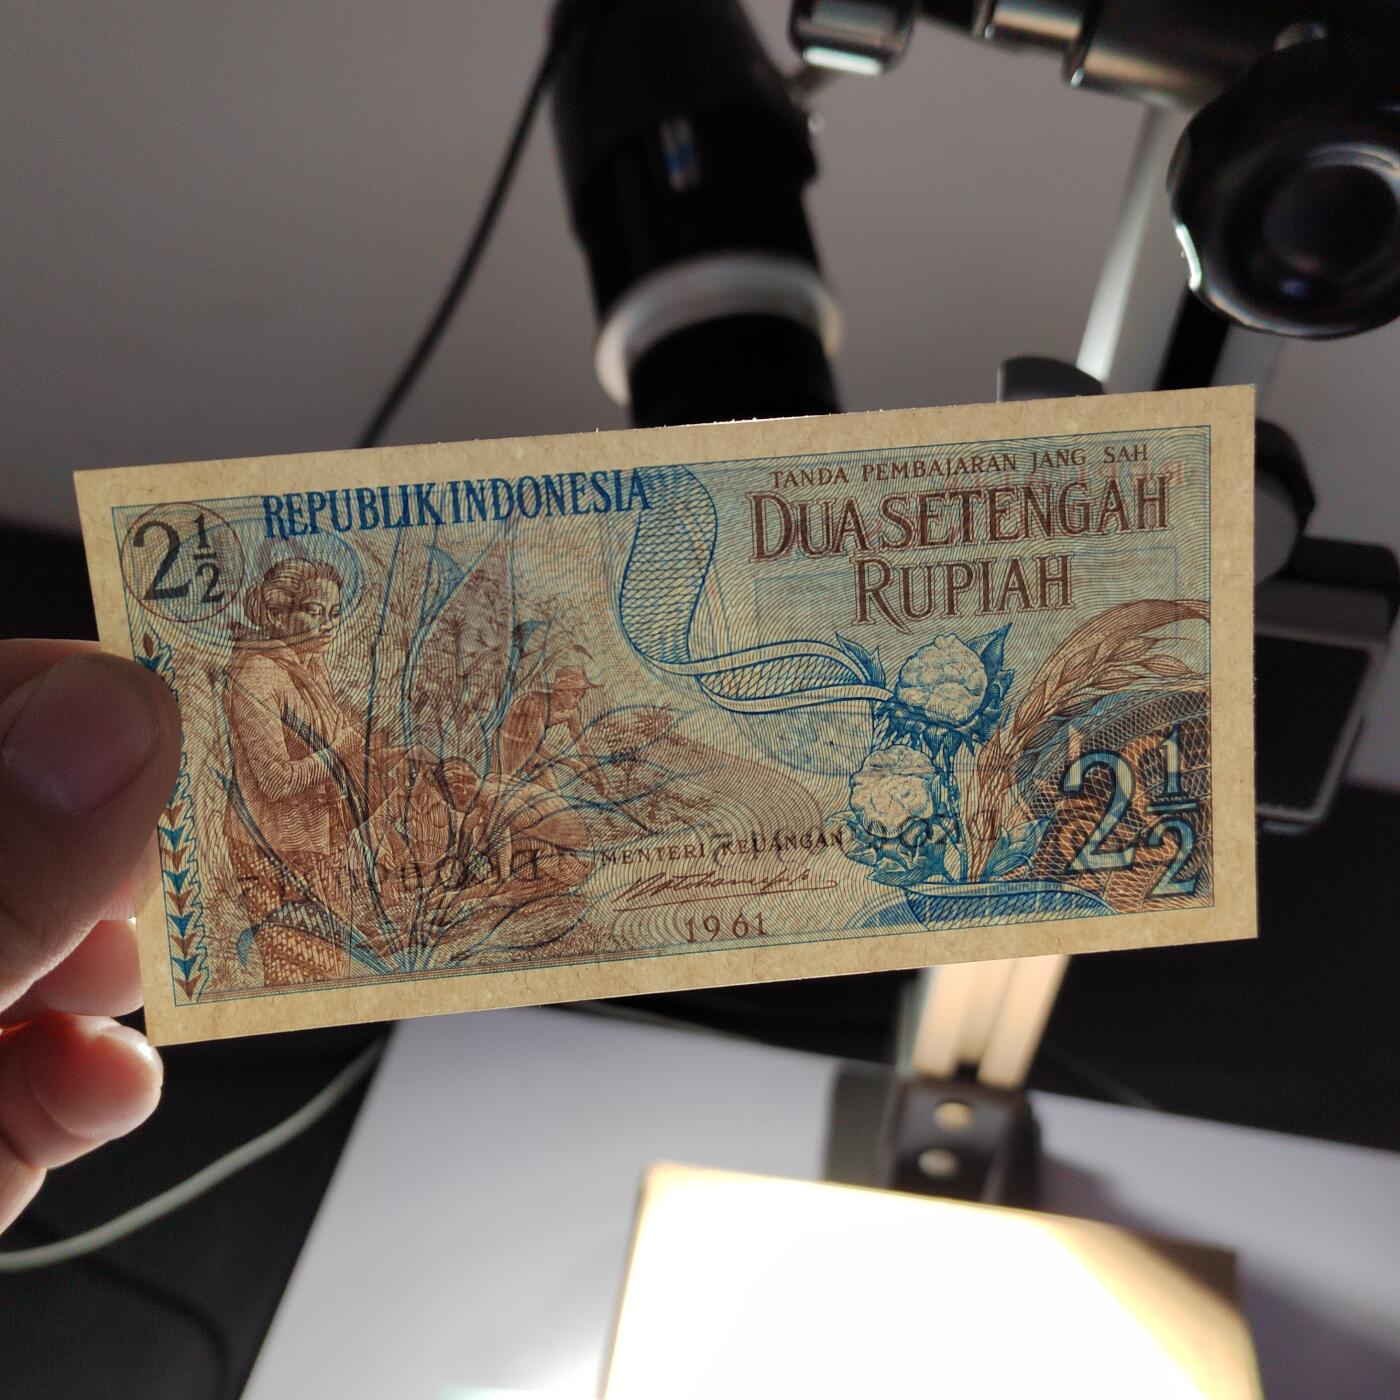 2½
REPUBLIK INDONESIA
TANDA PEMBAJARAN JANG SAH
DUA SETENGAH
RUPIAH
MENTERI KEUANGAN
1961
2½